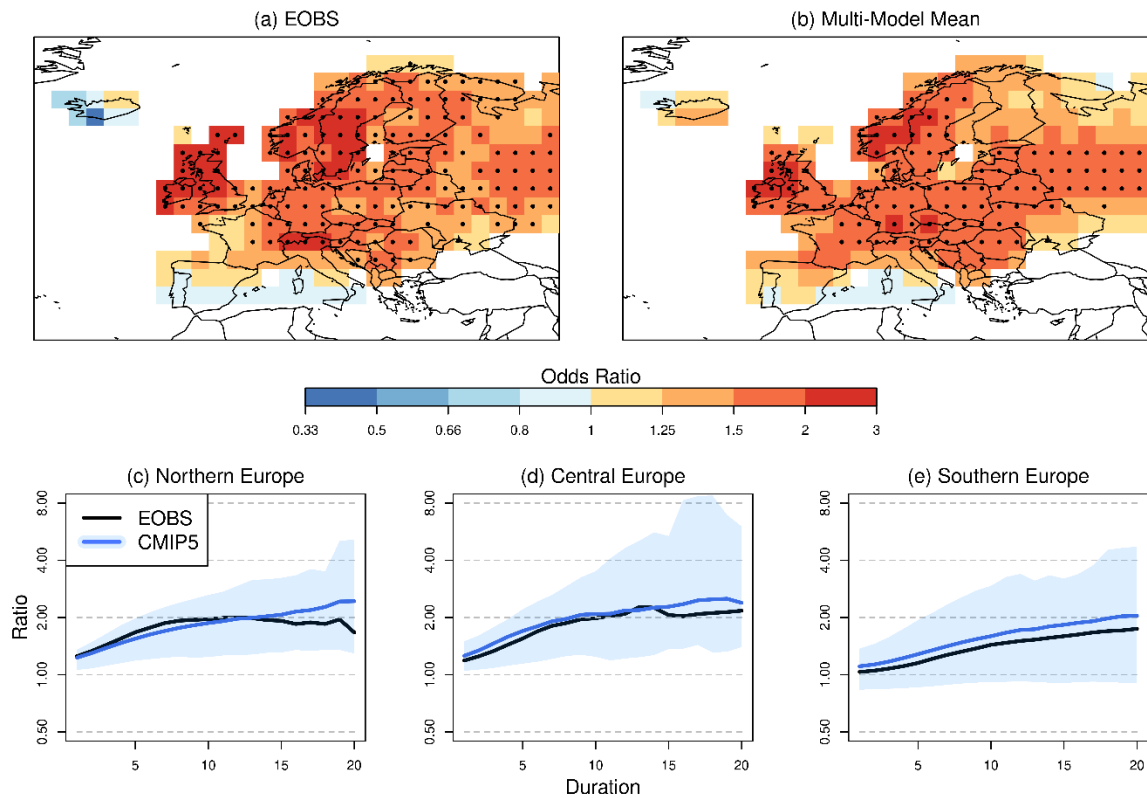 (a) EOBS
(b) Multi-Model Mean
Odds Ratio
0.33 0.5 0.66 0.8 1 1.25 1.5 2 3
(c) Northern Europe
(d) Central Europe
(e) Southern Europe
EOBS
CMIP5
Ratio
8.00
4.00
2.00
1.00
0.50
5 10 15 20
8.00
4.00
2.00
1.00
0.50
5 10 15 20
8.00
4.00
2.00
1.00
0.50
5 10 15 20
Duration